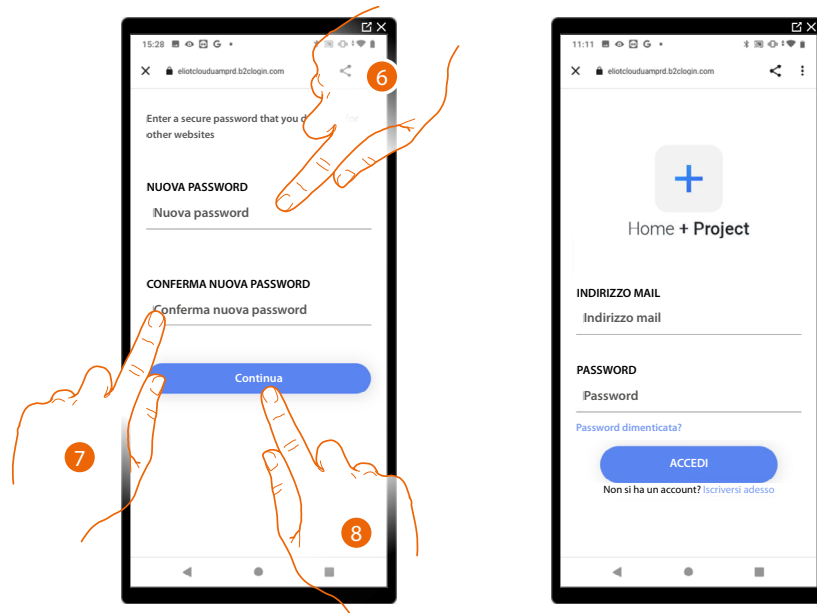 15:28
eliotclouduamprd.b2clogin.com
6
Enter a secure password that you
other websites
NUOVA PASSWORD
Nuova password
CONFERMA NUOVA PASSWORD
Conferma nuova password
Continua
7
8
11:11
eliotclouduamprd.b2clogin.com
Home + Project
INDIRIZZO MAIL
Indirizzo mail
PASSWORD
Password
Password dimenticata?
ACCEDI
Non si ha un account? Iscriversi adesso